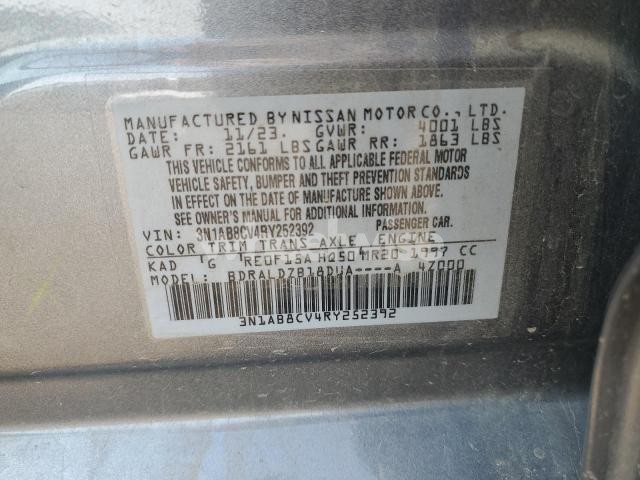 MANUFACTURED BY NISSAN MOTOR CO., LTD.
DATE: 11/23. GVWR: 4001 LBS
GAWR FR: 2161 LBS GAWR RR: 1863 LBS
THIS VEHICLE CONFORMS TO ALL APPLICABLE FEDERAL MOTOR
VEHICLE SAFETY, BUMPER AND THEFT PREVENTION STANDARDS
IN EFFECT ON THE DATE OF MANUFACTURE SHOWN ABOVE.
SEE OWNER'S MANUAL FOR ADDITIONAL INFORMATION.
VIN: 3N1AB8CV4RY252392 PASSENGER CAR.
COLOR TRIM TRANS AXLE ENGINE
KAD G RE0F15A HQ50 MR20 1997 CC
MODEL: BDRALDZB18DUA----A 4Z000
3N1AB8CV4RY252392